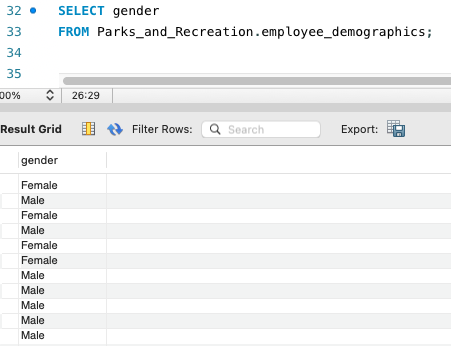 32 SELECT gender
33 FROM Parks_and_Recreation.employee_demographics;
34
35
00% 26:29
Result Grid Filter Rows: Search Export:
gender
Female
Male
Female
Male
Female
Female
Male
Male
Male
Male
Male